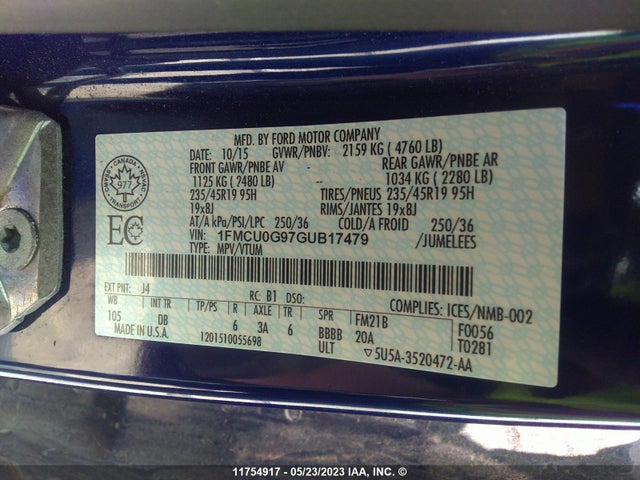 MFD. BY FORD MOTOR COMPANY
DATE: 10/15 GVWR/PNBV: 2159 KG ( 4760 LB)
FRONT GAWR/PNBE AV REAR GAWR/PNBE AR
1125 KG ( 2480 LB) -- 1034 KG ( 2280 LB)
235/45R19 95H TIRES/PNEUS 235/45R19 95H
19x8J RIMS/JANTES 19x8J
AT/A kPa/PSI/LPC 250/36 COLD/A FROID 250/36
VIN: 1FMCU0G97GUB17479 /JUMELEES
TYPE: MPV/VTUM
CANADA
977
TRANSPORT
EC
EXT PNT: J4 RC: B1 DSO: COMPLIES: ICES/NMB-002
WB INT TR TP/PS R AXLE TR SPR FM21B F0056
105 DB 6 3A 6 BBBB 20A T0281
MADE IN U.S.A. 1201510055698 ULT ▽5U5A-3520472-AA
11754917 - 05/23/2023 IAA, INC. ©